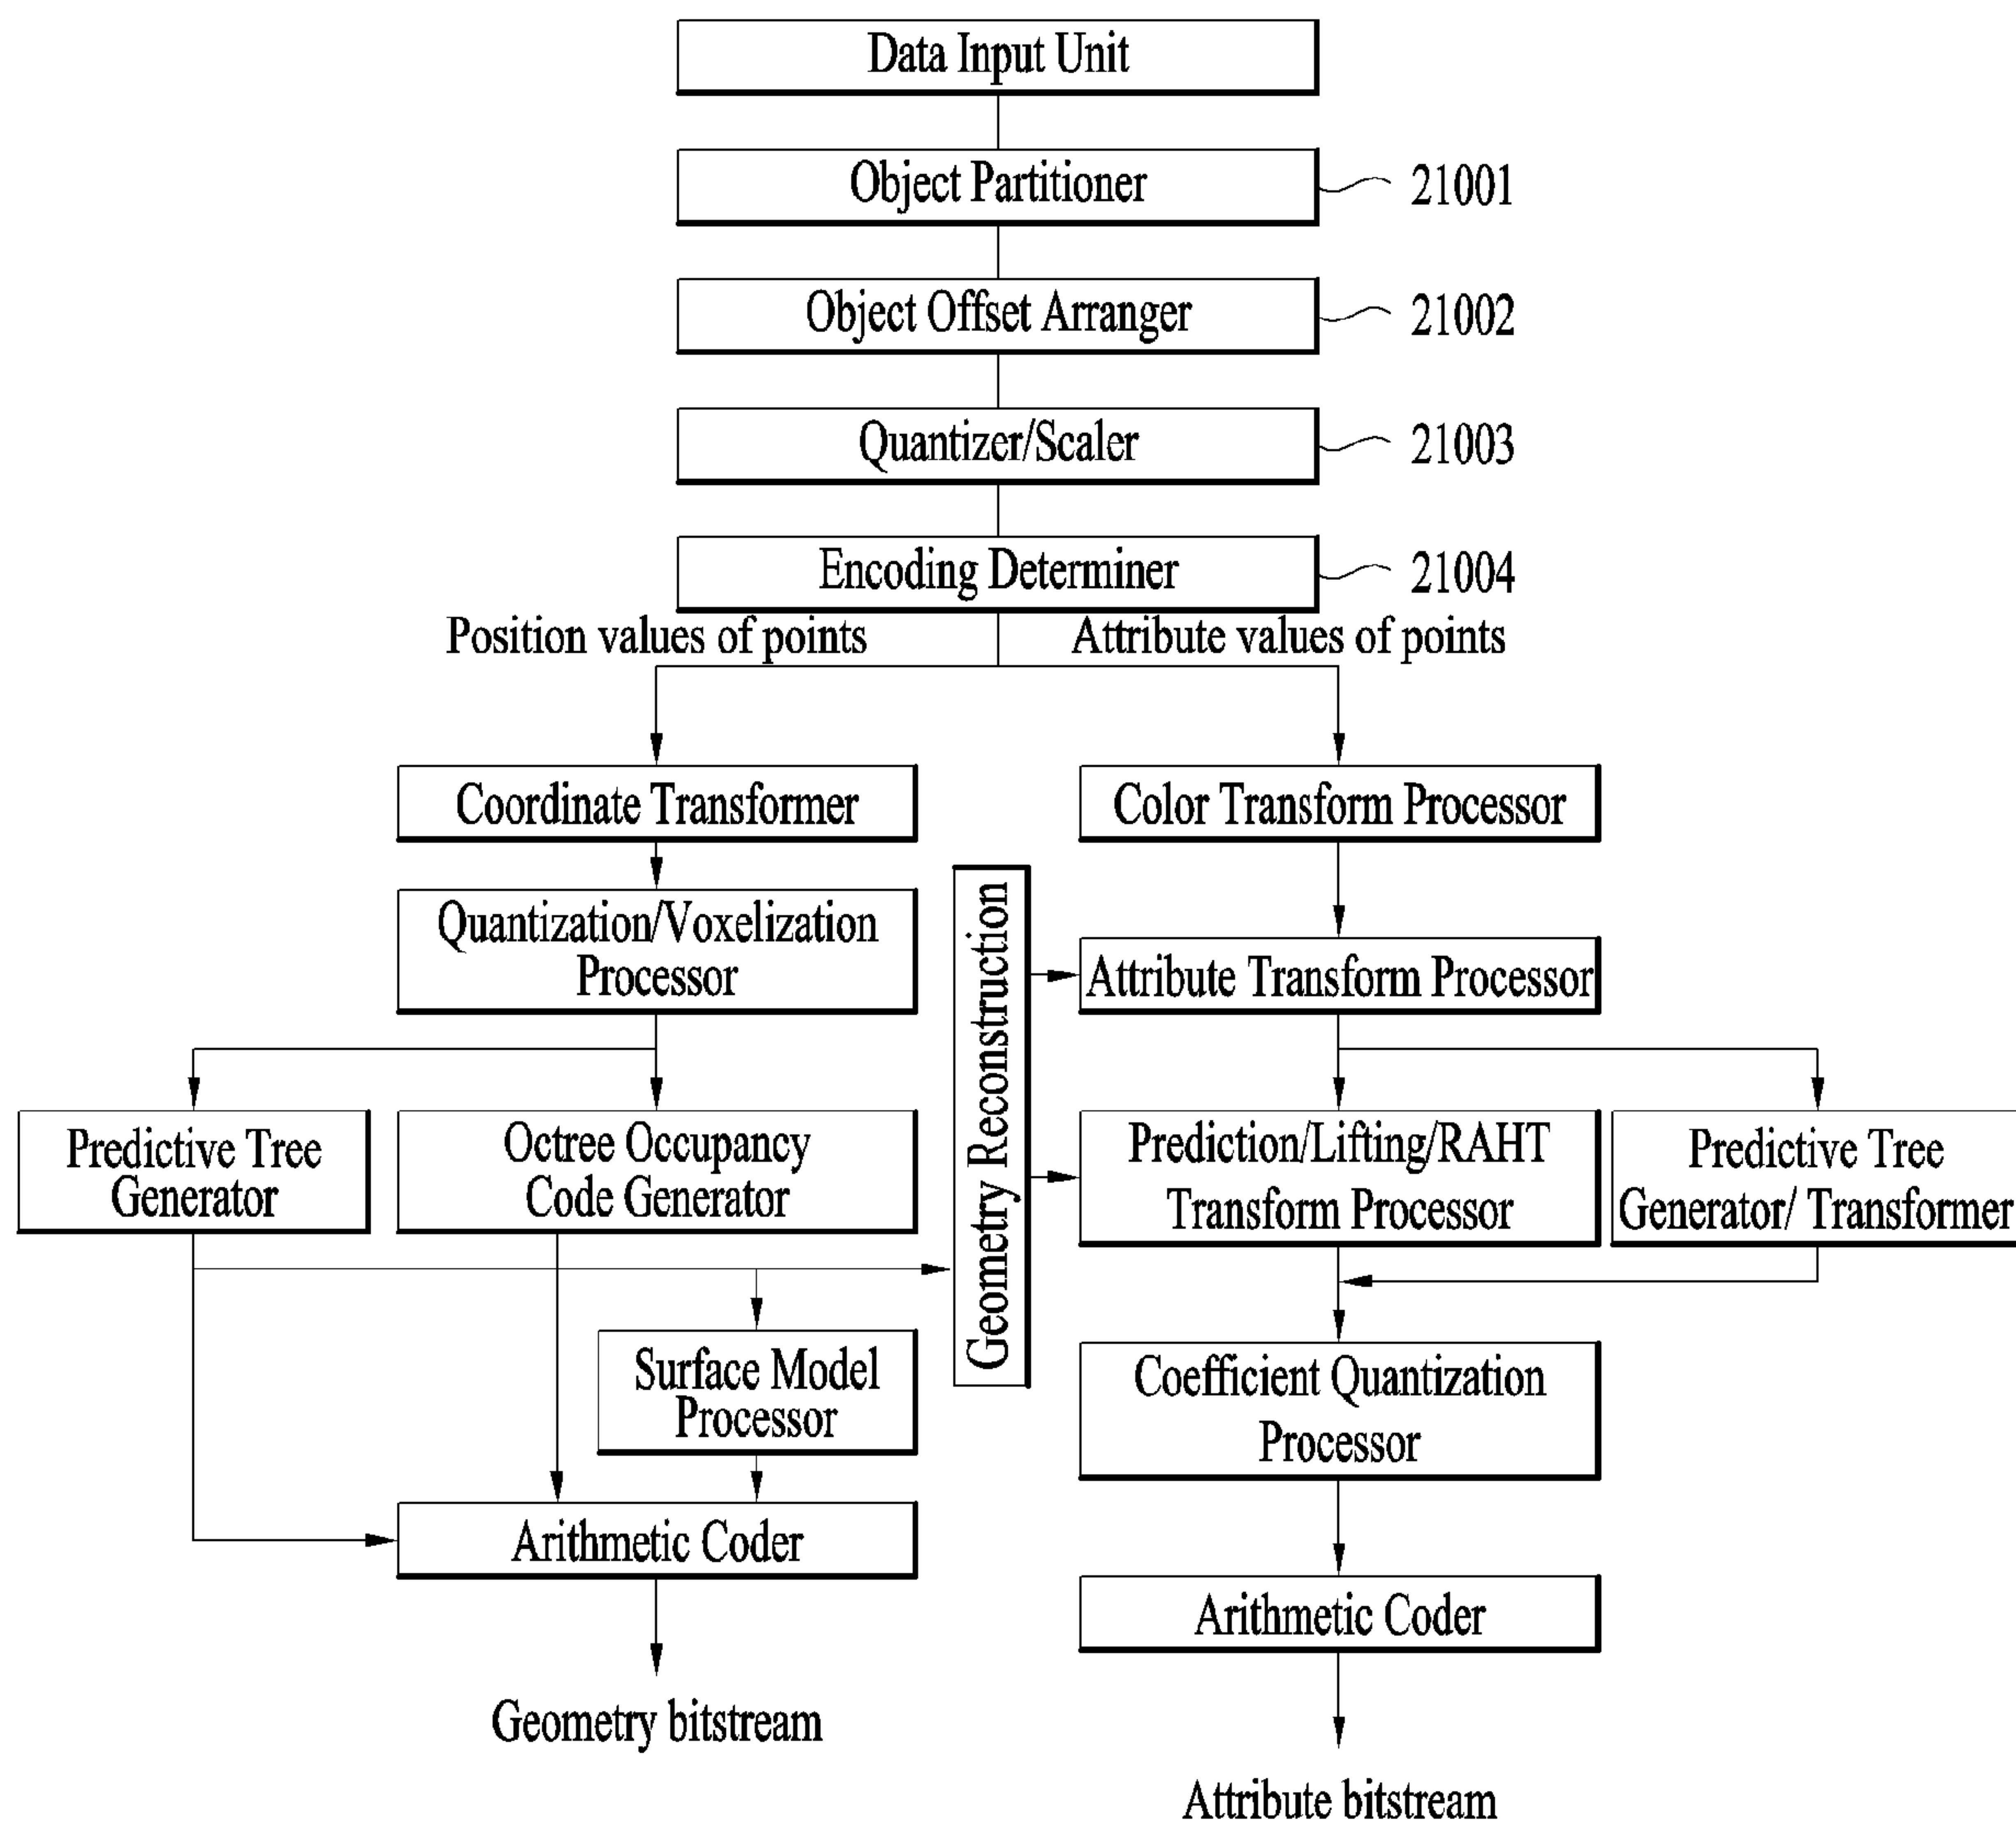 Data Input Unit
Object Partitioner
21001
Object Offset Arranger
21002
Quantizer/Scaler
21003
Encoding Determiner
21004
Position values of points
Attribute values of points
Coordinate Transformer
Color Transform Processor
Quantization/Voxelization
Processor
Geometry Reconstruction
Attribute Transform Processor
Predictive Tree
Generator
Octree Occupancy
Code Generator
Prediction/Lifting/RAHT
Transform Processor
Predictive Tree
Generator/ Transformer
Surface Model
Processor
Coefficient Quantization
Processor
Arithmetic Coder
Arithmetic Coder
Geometry bitstream
Attribute bitstream